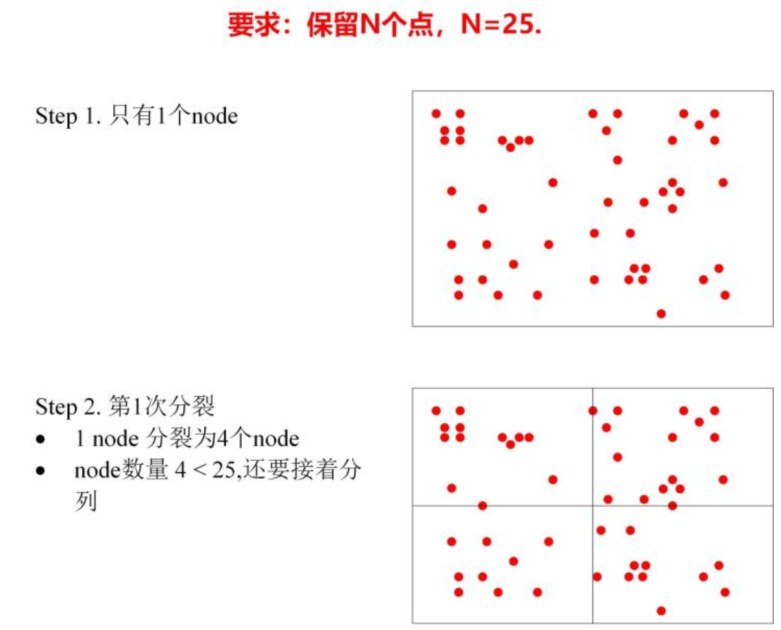 要求：保留N个点，N=25.
Step 1. 只有1个node
Step 2. 第1次分裂
● 1 node 分裂为4个node
● node数量 4 < 25,还要接着分
列